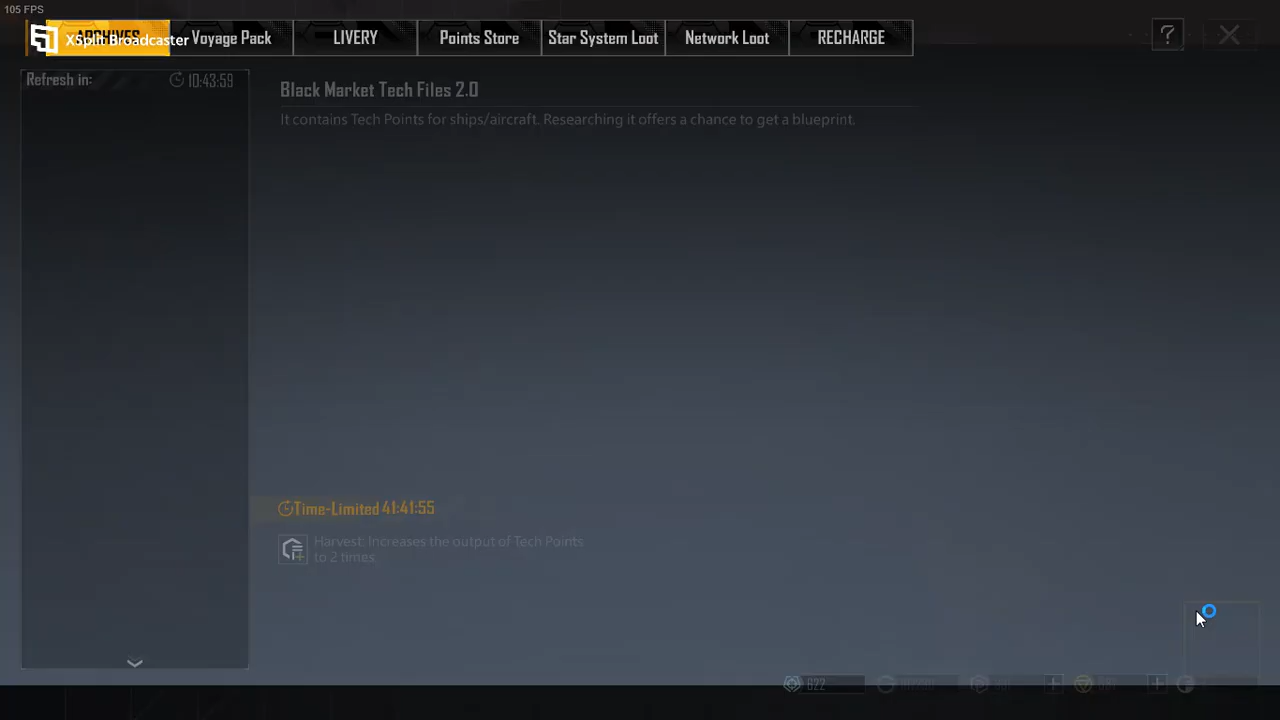 105 FPS
ARCHIVES
XSplit Broadcaster
Voyage Pack
LIVERY
Points Store
Star System Loot
Network Loot
RECHARGE
?
Refresh in: 10:43:59
Black Market Tech Files 2.0
It contains Tech Points for ships/aircraft. Researching it offers a chance to get a blueprint.
Time-Limited 41:41:55
Harvest: Increases the output of Tech Points
to 2 times
622